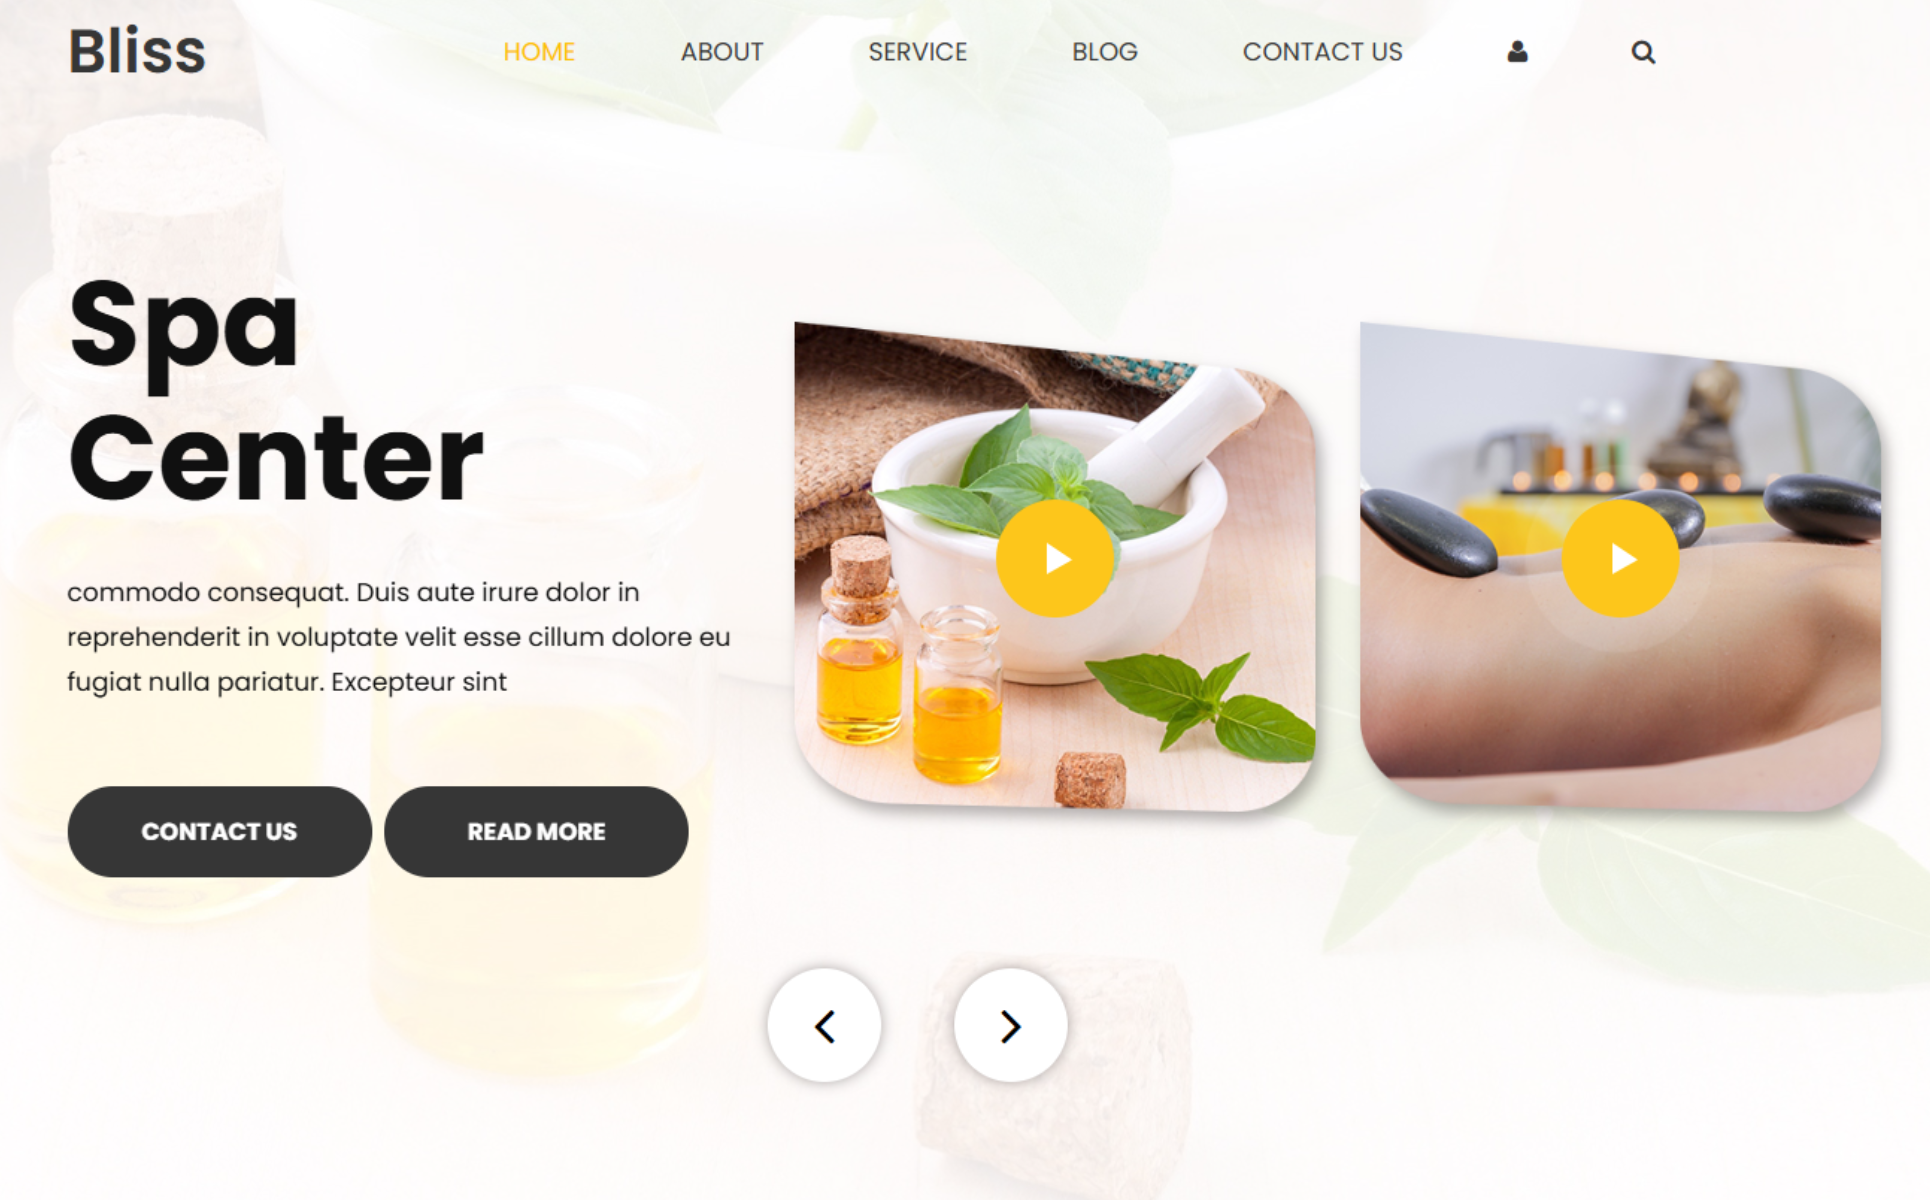 Bliss
HOME ABOUT SERVICE BLOG CONTACT US
Spa
Center
commodo consequat. Duis aute irure dolor in
reprehenderit in voluptate velit esse cillum dolore eu
fugiat nulla pariatur. Excepteur sint
CONTACT US READ MORE